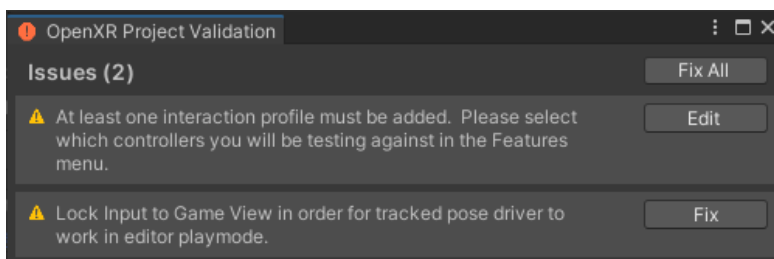 OpenXR Project Validation
Issues (2)
Fix All
At least one interaction profile must be added.  Please select
which controllers you will be testing against in the Features
menu.
Edit
Lock Input to Game View in order for tracked pose driver to
work in editor playmode.
Fix